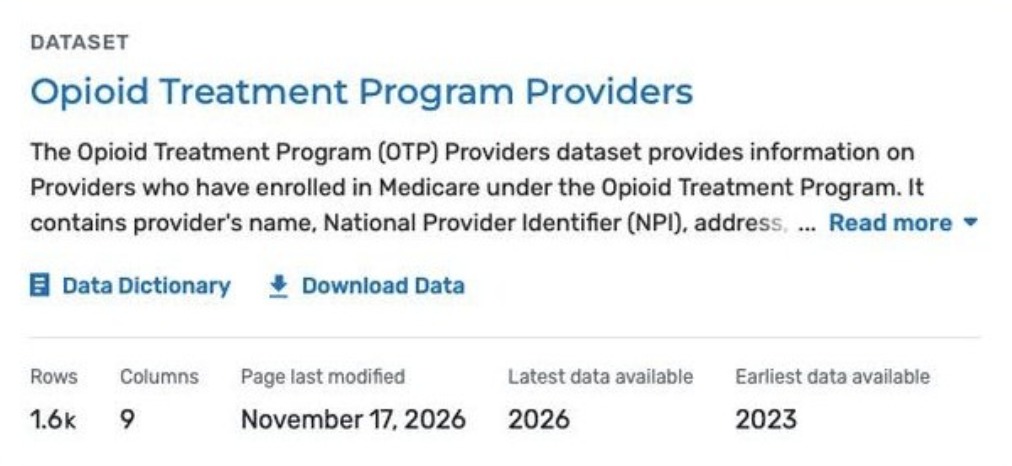 DATASET
Opioid Treatment Program Providers
The Opioid Treatment Program (OTP) Providers dataset provides information on
Providers who have enrolled in Medicare under the Opioid Treatment Program. It
contains provider's name, National Provider Identifier (NPI), address, ... Read more
Data Dictionary Download Data
Rows Columns Page last modified Latest data available Earliest data available
1.6k 9 November 17, 2026 2026 2023